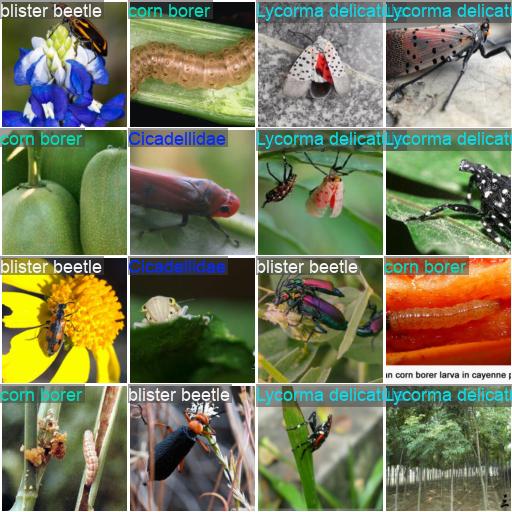 blister beetle
corn borer
Lycorma delicat
Lycorma delicat
corn borer
Cicadellidae
Lycorma delicat
Lycorma delicat
blister beetle
Cicadellidae
blister beetle
corn borer
n corn borer larva in cayenne p
corn borer
blister beetle
Lycorma delicat
Lycorma delicat